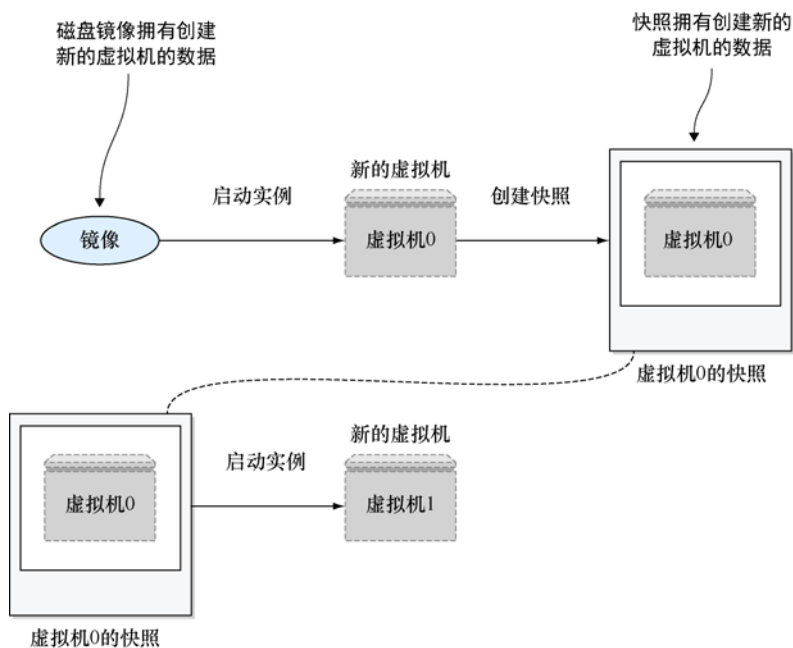 磁盘镜像拥有创建
新的虚拟机的数据
快照拥有创建新的
虚拟机的数据
新的虚拟机
启动实例
创建快照
镜像
虚拟机0
虚拟机0
虚拟机0的快照
新的虚拟机
启动实例
虚拟机0
虚拟机1
虚拟机0的快照